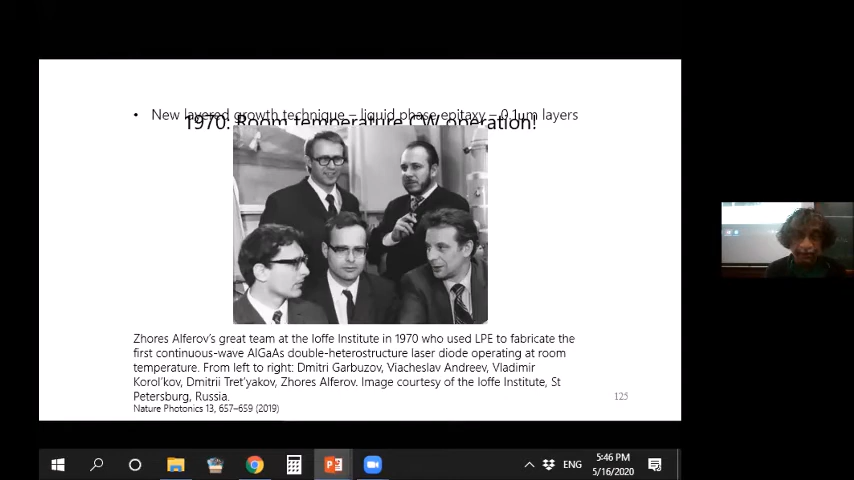 • New layered growth technique – liquid phase epitaxy – 0.1µm layers
1970: Room temperature CW operation!
Zhores Alferov's great team at the Ioffe Institute in 1970 who used LPE to fabricate the
first continuous-wave AlGaAs double-heterostructure laser diode operating at room
temperature. From left to right: Dmitri Garbuzov, Viacheslav Andreev, Vladimir
Korol'kov, Dmitrii Tret'yakov, Zhores Alferov. Image courtesy of the Ioffe Institute, St
Petersburg, Russia.
Nature Photonics 13, 657–659 (2019)
125
ENG
5:46 PM
5/16/2020